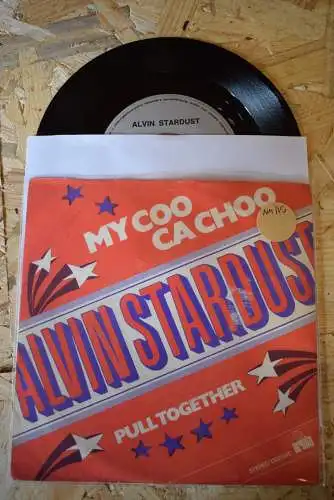 ALVIN STARDUST
MY COO
CA CHOO
ALVIN STARDUST
PULL TOGETHER